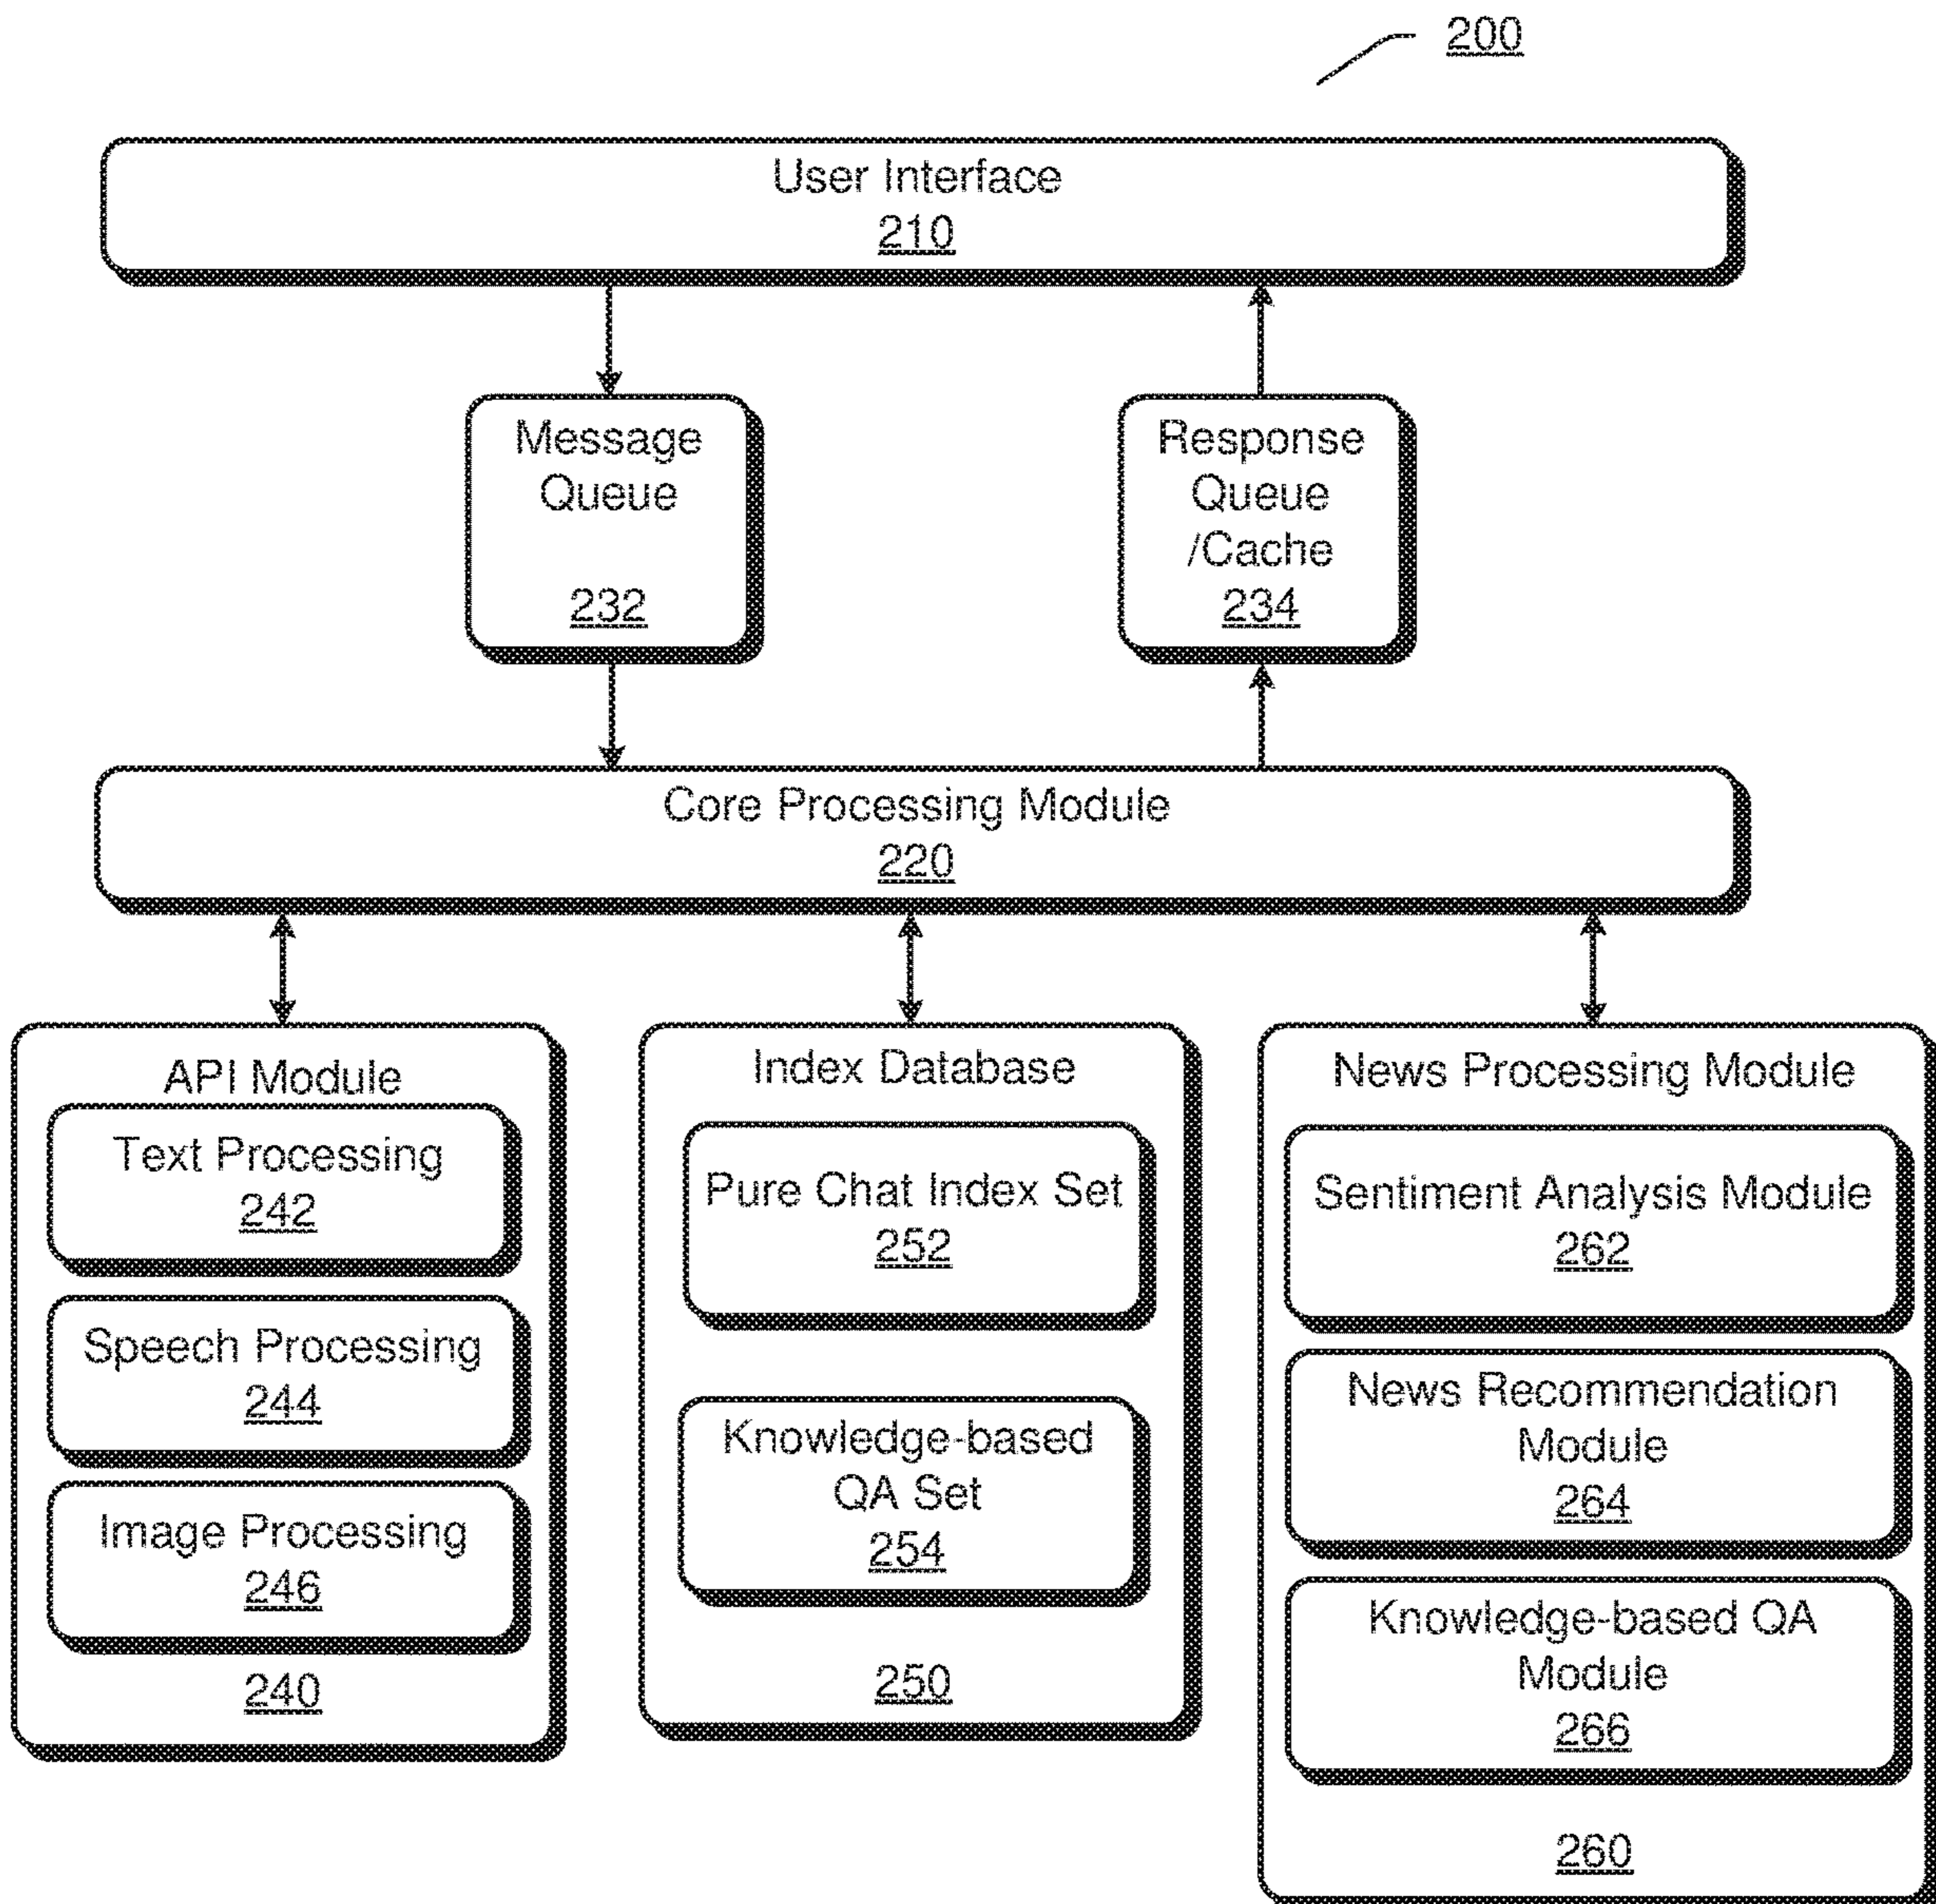 200
User Interface
210
Message
Queue
232
Response
Queue
/Cache
234
Core Processing Module
220
API Module
Text Processing
242
Speech Processing
244
Image Processing
246
240
Index Database
Pure Chat Index Set
252
Knowledge-based
QA Set
254
250
News Processing Module
Sentiment Analysis Module
262
News Recommendation
Module
264
Knowledge-based QA
Module
266
260